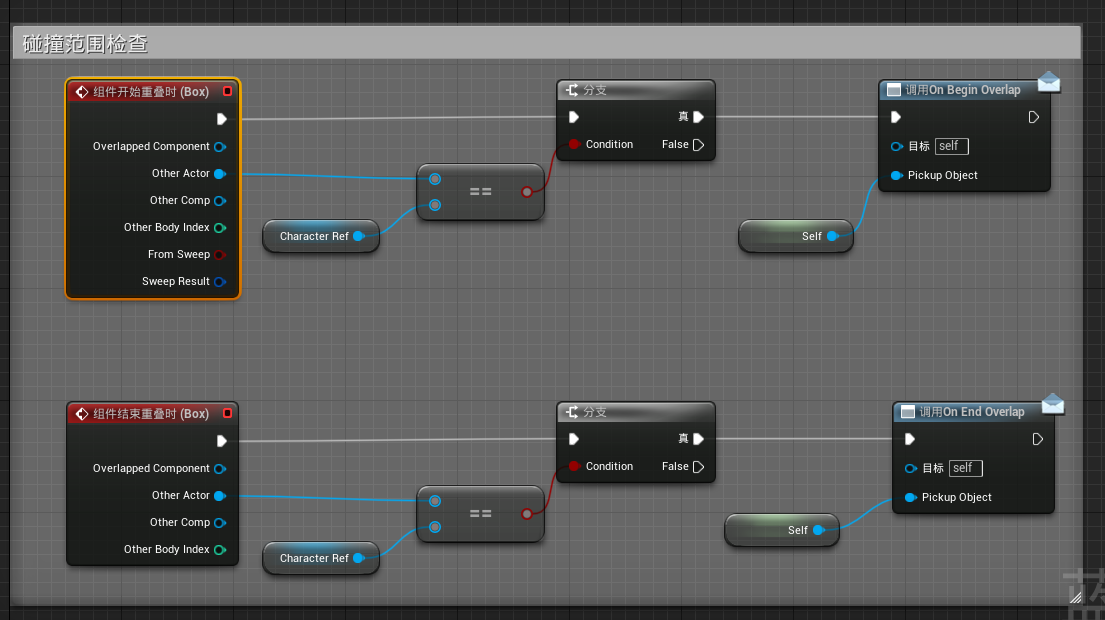 碰撞范围检查
组件开始重叠时 (Box)
Overlapped Component
Other Actor
Other Comp
Other Body Index
From Sweep
Sweep Result
Character Ref
==
分支
真
Condition
False
Self
调用On Begin Overlap
目标 self
Pickup Object
组件结束重叠时 (Box)
Overlapped Component
Other Actor
Other Comp
Other Body Index
Character Ref
==
分支
真
Condition
False
Self
调用On End Overlap
目标 self
Pickup Object